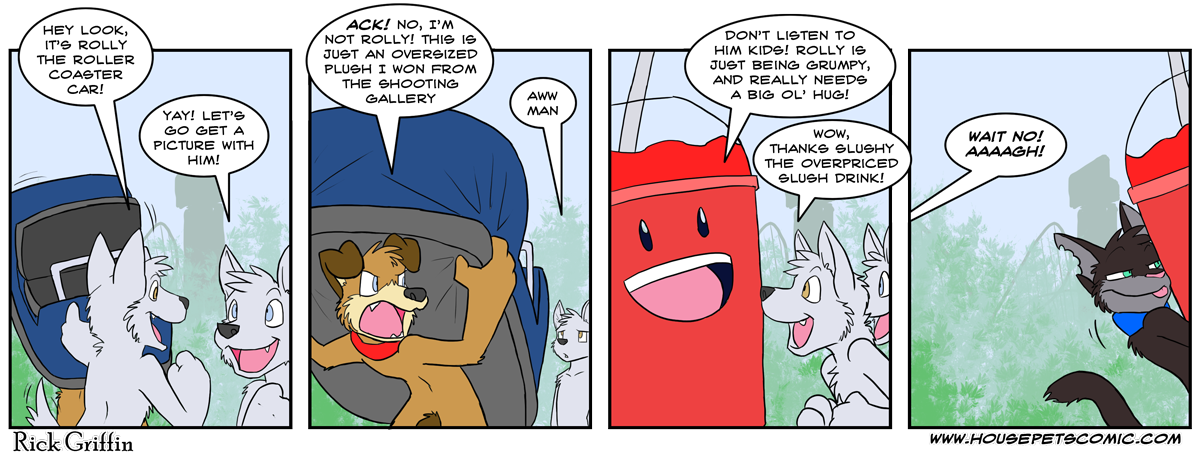 HEY LOOK,
IT'S ROLLY
THE ROLLER
COASTER
CAR!
YAY! LET'S
GO GET A
PICTURE WITH
HIM!
ACK! NO, I'M
NOT ROLLY! THIS IS
JUST AN OVERSIZED
PLUSH I WON FROM
THE SHOOTING
GALLERY
AWW
MAN
DON'T LISTEN TO
HIM KIDS! ROLLY IS
JUST BEING GRUMPY,
AND REALLY NEEDS
A BIG OL' HUG!
WOW,
THANKS SLUSHY
THE OVERPRICED
SLUSH DRINK!
WAIT NO!
AAAAGH!
Rick Griffin
WWW.HOUSEPETSCOMIC.COM